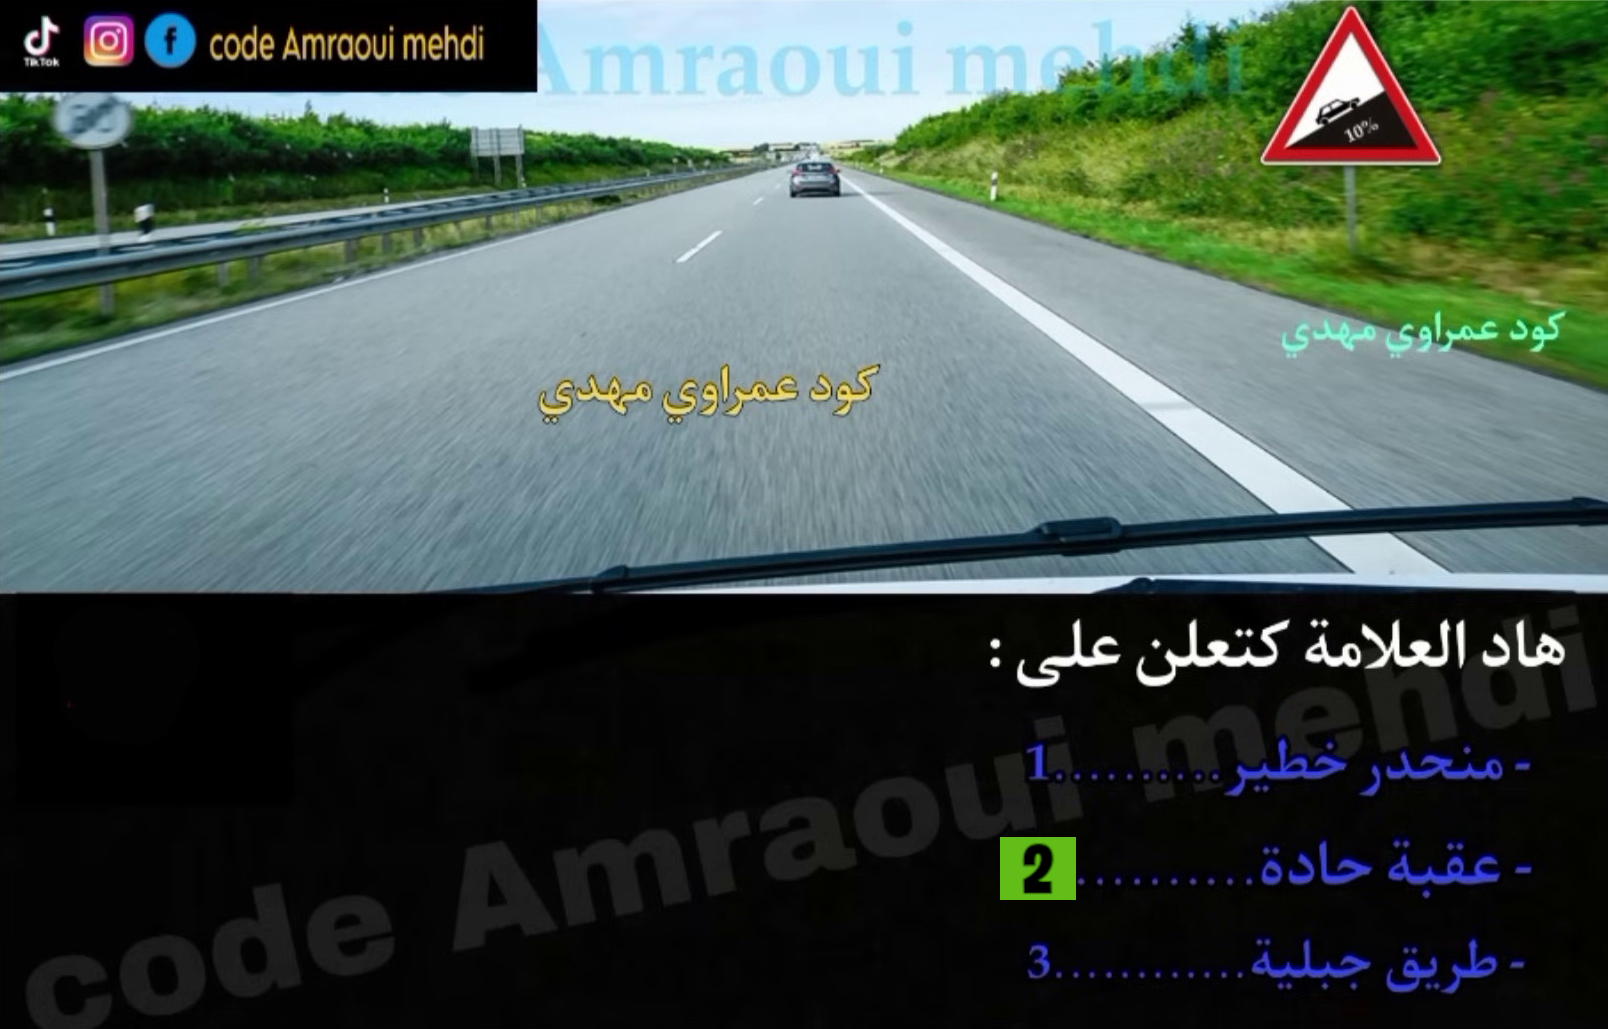 TikTok
code Amraoui mehdi
Amraoui mehdi
10%
كود عمراوي مهدي
كود عمراوي مهدي
هاد العلامة كتعلن على :
- منحدر خطير..........1
- عقبة حادة..........2
- طريق جبلية............3
code Amraoui mehdi